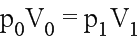 p₀V₀ = p₁V₁